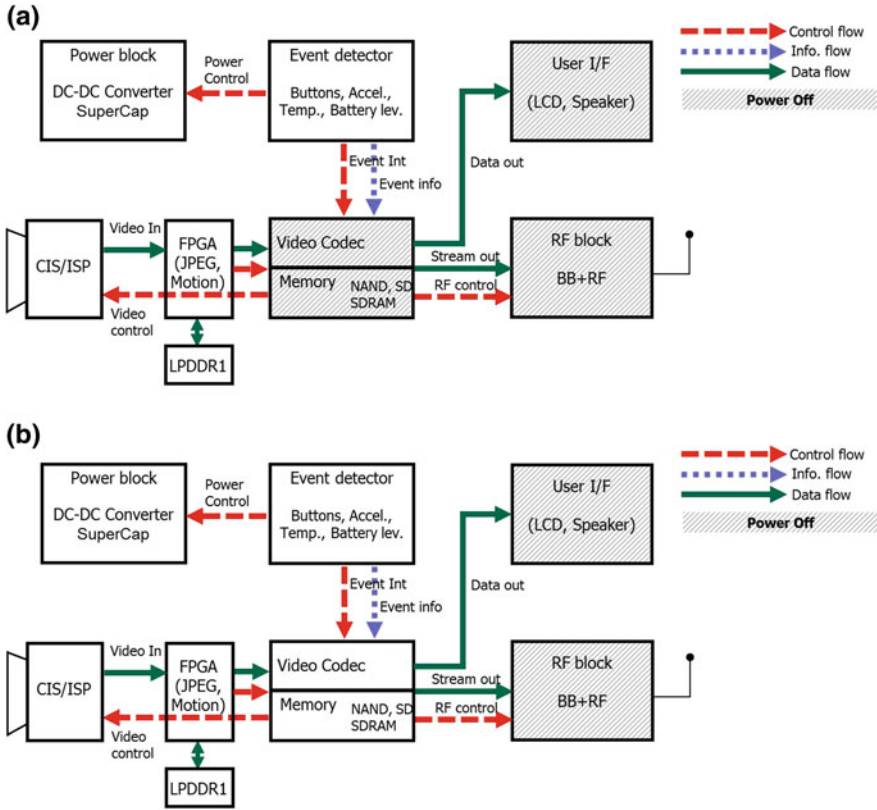 (a)
Power block
DC-DC Converter
SuperCap
Power
Control
Event detector
Buttons, Accel.,
Temp., Battery lev.
User I/F
(LCD, Speaker)
Control flow
Info. flow
Data flow
Power Off
Event Int
Event info
Data out
CIS/ISP
Video In
FPGA
(JPEG,
Motion)
Video Codec
Memory
NAND, SD
SDRAM
Stream out
RF control
RF block
BB+RF
Video
control
LPDDR1
(b)
Power block
DC-DC Converter
SuperCap
Power
Control
Event detector
Buttons, Accel.,
Temp., Battery lev.
User I/F
(LCD, Speaker)
Control flow
Info. flow
Data flow
Power Off
Event Int
Event info
Data out
CIS/ISP
Video In
FPGA
(JPEG,
Motion)
Video Codec
Memory
NAND, SD
SDRAM
Stream out
RF control
RF block
BB+RF
Video
control
LPDDR1